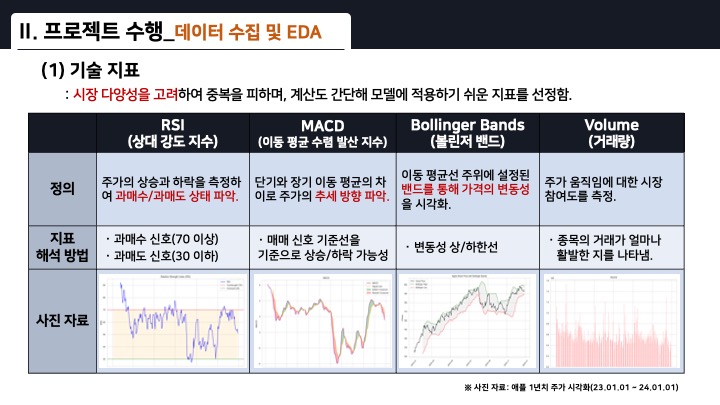 II. 프로젝트 수행_데이터 수집 및 EDA
(1) 기술 지표
: 시장 다양성을 고려하여 중복을 피하며, 계산도 간단해 모델에 적용하기 쉬운 지표를 선정함.
RSI
(상대 강도 지수)
MACD
(이동 평균 수렴 발산 지수)
Bollinger Bands
(볼린저 밴드)
Volume
(거래량)
정의
주가의 상승과 하락을 측정하
여 과매수/과매도 상태 파악.
단기와 장기 이동 평균의 차
이로 주가의 추세 방향 파악.
이동 평균선 주위에 설정된
밴드를 통해 가격의 변동성
을 시각화.
주가 움직임에 대한 시장
참여도를 측정.
지표
해석 방법
· 과매수 신호(70 이상)
· 과매도 신호(30 이하)
· 매매 신호 기준선을
기준으로 상승/하락 가능성
· 변동성 상/하한선
· 종목의 거래가 얼마나
활발한 지를 나타냄.
사진 자료
※ 사진 자료: 애플 1년치 주가 시각화(23.01.01 ~ 24.01.01)